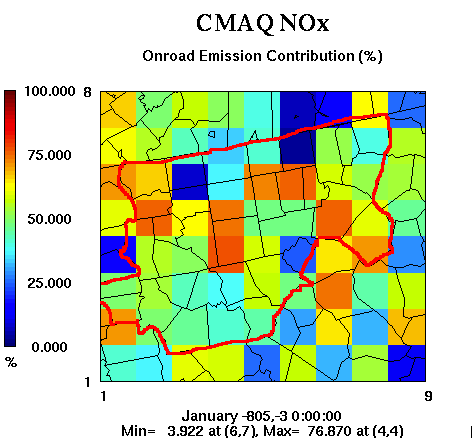 CMAQ NOx
Onroad Emission Contribution (%)
100.000
75.000
50.000
25.000
0.000
%
8
1
1
9
January -805,-3 0:00:00
Min= 3.922 at (6,7), Max= 76.870 at (4,4)